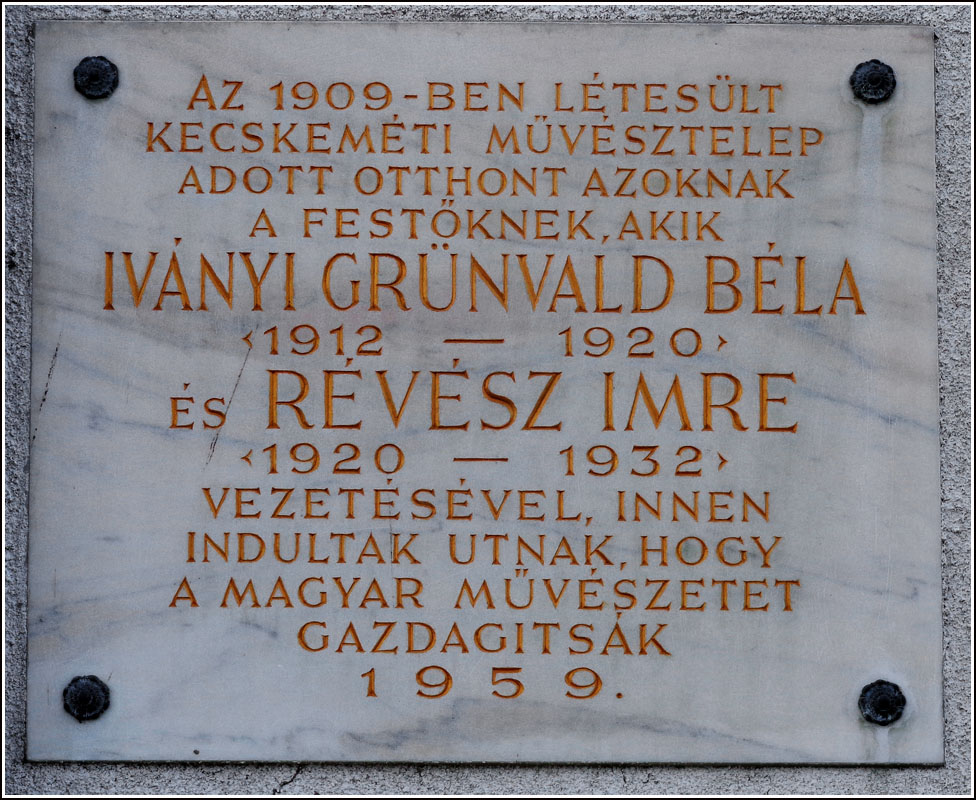 AZ 1909-BEN LÉTESÜLT
KECSKEMÉTI MŰVÉSZTELEP
ADOTT OTTHONT AZOKNAK
A FESTŐKNEK, AKIK
IVÁNYI GRÜNVALD BÉLA
‹1912 — 1920›
ÉS RÉVÉSZ IMRE
‹1920 — 1932›
VEZETÉSÉVEL, INNEN
INDULTAK UTNAK, HOGY
A MAGYAR MŰVÉSZETET
GAZDAGITSÁK
1959.